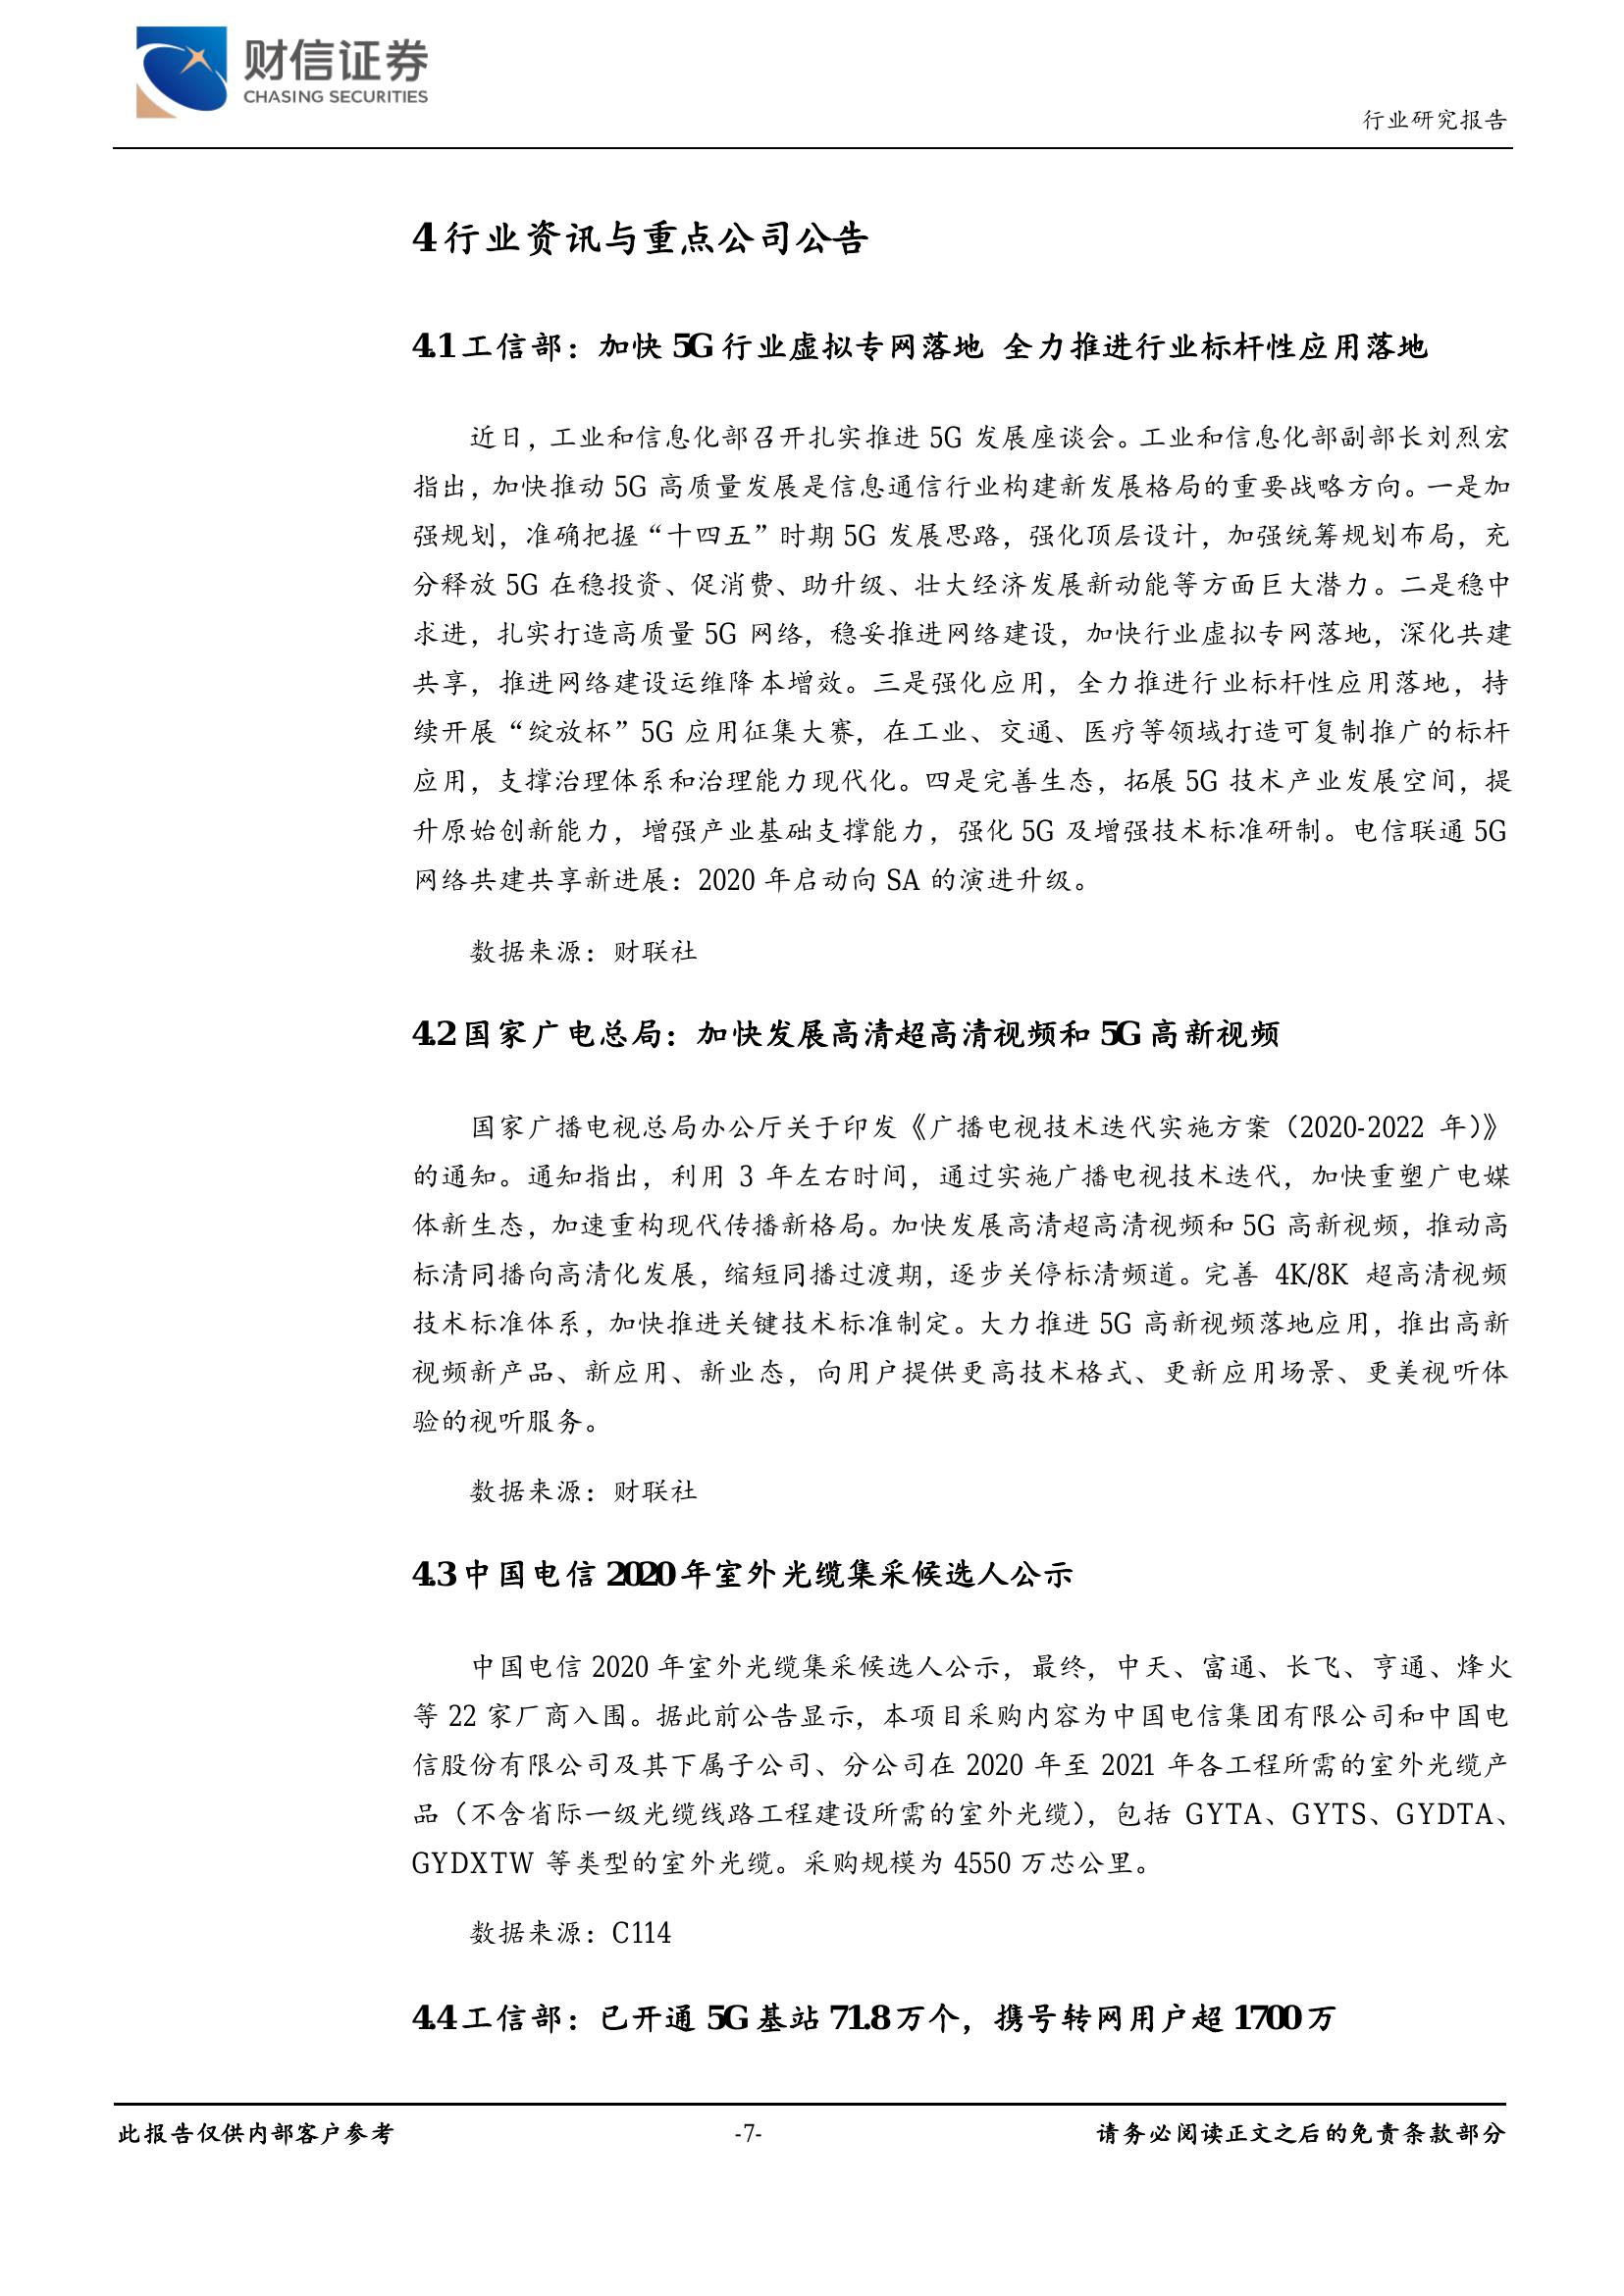 财信证券
CHASING SECURITIES
行业研究报告
4 行业资讯与重点公司公告
4.1 工信部：加快 5G 行业虚拟专网落地 全力推进行业标杆性应用落地
近日，工业和信息化部召开扎实推进 5G 发展座谈会。工业和信息化部副部长刘烈宏
指出，加快推动 5G 高质量发展是信息通信行业构建新发展格局的重要战略方向。一是加
强规划，准确把握“十四五”时期 5G 发展思路，强化顶层设计，加强统筹规划布局，充
分释放 5G 在稳投资、促消费、助升级、壮大经济发展新动能等方面巨大潜力。二是稳中
求进，扎实打造高质量 5G 网络，稳妥推进网络建设，加快行业虚拟专网落地，深化共建
共享，推进网络建设运维降本增效。三是强化应用，全力推进行业标杆性应用落地，持
续开展“绽放杯”5G 应用征集大赛，在工业、交通、医疗等领域打造可复制推广的标杆
应用，支撑治理体系和治理能力现代化。四是完善生态，拓展 5G 技术产业发展空间，提
升原始创新能力，增强产业基础支撑能力，强化 5G 及增强技术标准研制。电信联通 5G
网络共建共享新进展：2020 年启动向 SA 的演进升级。
数据来源：财联社
4.2 国家广电总局：加快发展高清超高清视频和 5G 高新视频
国家广播电视总局办公厅关于印发《广播电视技术迭代实施方案（2020-2022 年）》
的通知。通知指出，利用 3 年左右时间，通过实施广播电视技术迭代，加快重塑广电媒
体新生态，加速重构现代传播新格局。加快发展高清超高清视频和 5G 高新视频，推动高
标清同播向高清化发展，缩短同播过渡期，逐步关停标清频道。完善 4K/8K 超高清视频
技术标准体系，加快推进关键技术标准制定。大力推进 5G 高新视频落地应用，推出高新
视频新产品、新应用、新业态，向用户提供更高技术格式、更新应用场景、更美视听体
验的视听服务。
数据来源：财联社
4.3 中国电信 2020 年室外光缆集采候选人公示
中国电信 2020 年室外光缆集采候选人公示，最终，中天、富通、长飞、亨通、烽火
等 22 家厂商入围。据此前公告显示，本项目采购内容为中国电信集团有限公司和中国电
信股份有限公司及其下属子公司、分公司在 2020 年至 2021 年各工程所需的室外光缆产
品（不含省际一级光缆线路工程建设所需的室外光缆），包括 GYTA、GYTS、GYDTA、
GYDXTW 等类型的室外光缆。采购规模为 4550 万芯公里。
数据来源：C114
4.4 工信部：已开通 5G 基站 71.8 万个，携号转网用户超 1700 万
此报告仅供内部客户参考
-7-
请务必阅读正文之后的免责条款部分